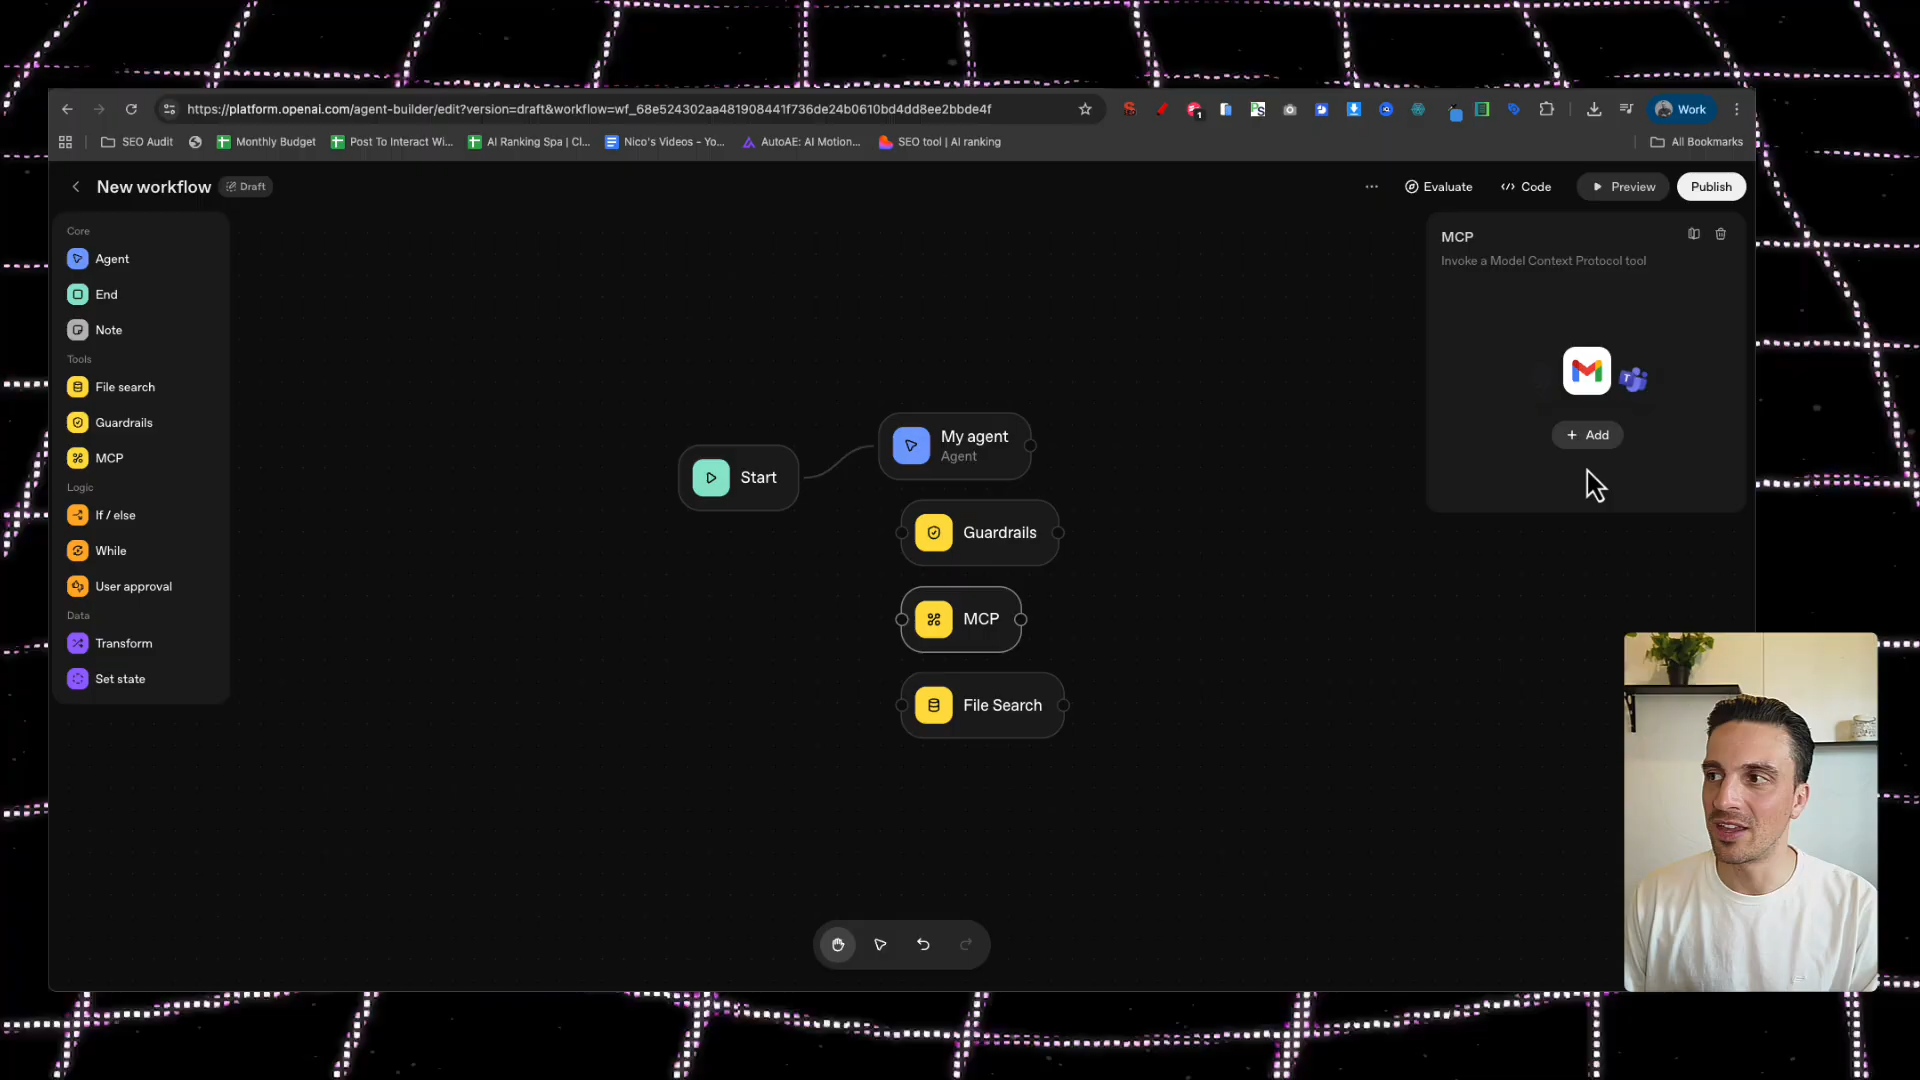 https://platform.openai.com/agent-builder/edit?version=draft&workflow=wf_68e524302aa481908441f736de24b0610bd4dd8ee2bbde4f
1
Work
SEO Audit
Monthly Budget
Post To Interact Wi...
AI Ranking Spa | Cl...
Nico's Videos - Yo...
AutoAE: AI Motion...
SEO tool | AI ranking
All Bookmarks
New workflow
Draft
Evaluate
Code
Preview
Publish
Core
Agent
End
Note
Tools
File search
Guardrails
MCP
Logic
If / else
While
User approval
Data
Transform
Set state
Start
My agent
Agent
Guardrails
MCP
File Search
MCP
Invoke a Model Context Protocol tool
Add